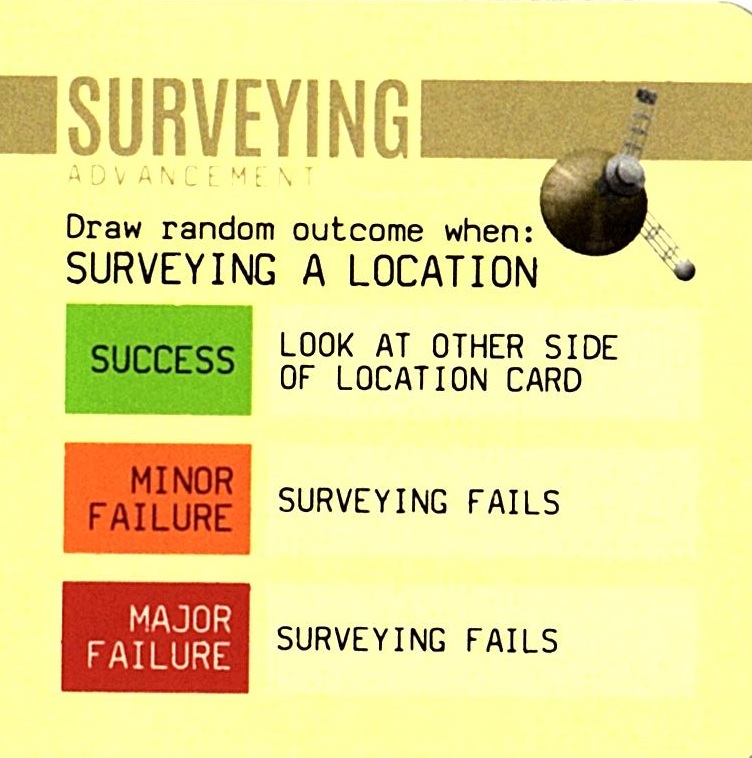 SURVEYING
ADVANCEMENT
Draw random outcome when:
SURVEYING A LOCATION
SUCCESS
LOOK AT OTHER SIDE
OF LOCATION CARD
MINOR
FAILURE
SURVEYING FAILS
MAJOR
FAILURE
SURVEYING FAILS